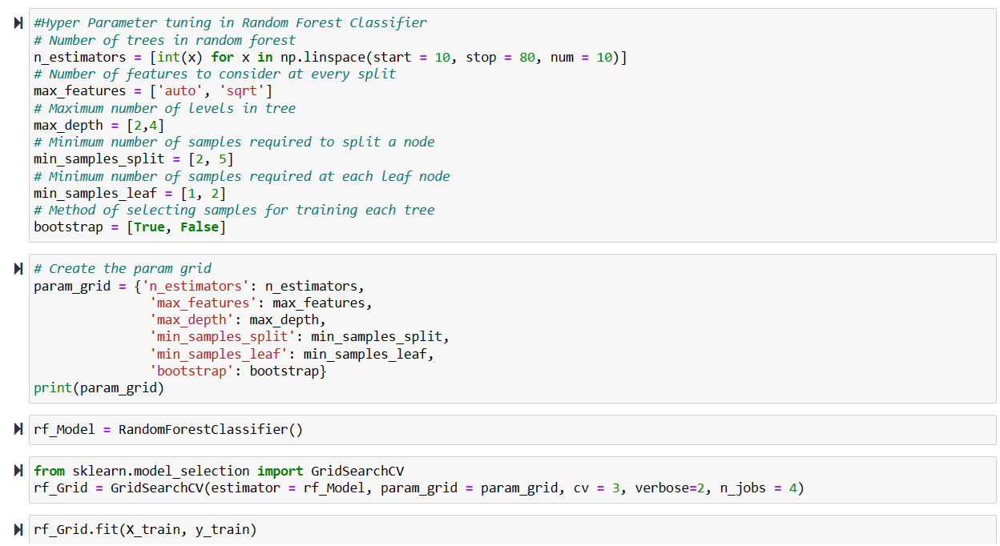 #Hyper Parameter tuning in Random Forest Classifier
# Number of trees in random forest
n_estimators = [int(x) for x in np.linspace(start = 10, stop = 80, num = 10)]
# Number of features to consider at every split
max_features = ['auto', 'sqrt']
# Maximum number of levels in tree
max_depth = [2,4]
# Minimum number of samples required to split a node
min_samples_split = [2, 5]
# Minimum number of samples required at each leaf node
min_samples_leaf = [1, 2]
# Method of selecting samples for training each tree
bootstrap = [True, False]
# Create the param grid
param_grid = {'n_estimators': n_estimators,
               'max_features': max_features,
               'max_depth': max_depth,
               'min_samples_split': min_samples_split,
               'min_samples_leaf': min_samples_leaf,
               'bootstrap': bootstrap}
print(param_grid)
rf_Model = RandomForestClassifier()
from sklearn.model_selection import GridSearchCV
rf_Grid = GridSearchCV(estimator = rf_Model, param_grid = param_grid, cv = 3, verbose=2, n_jobs = 4)
rf_Grid.fit(X_train, y_train)